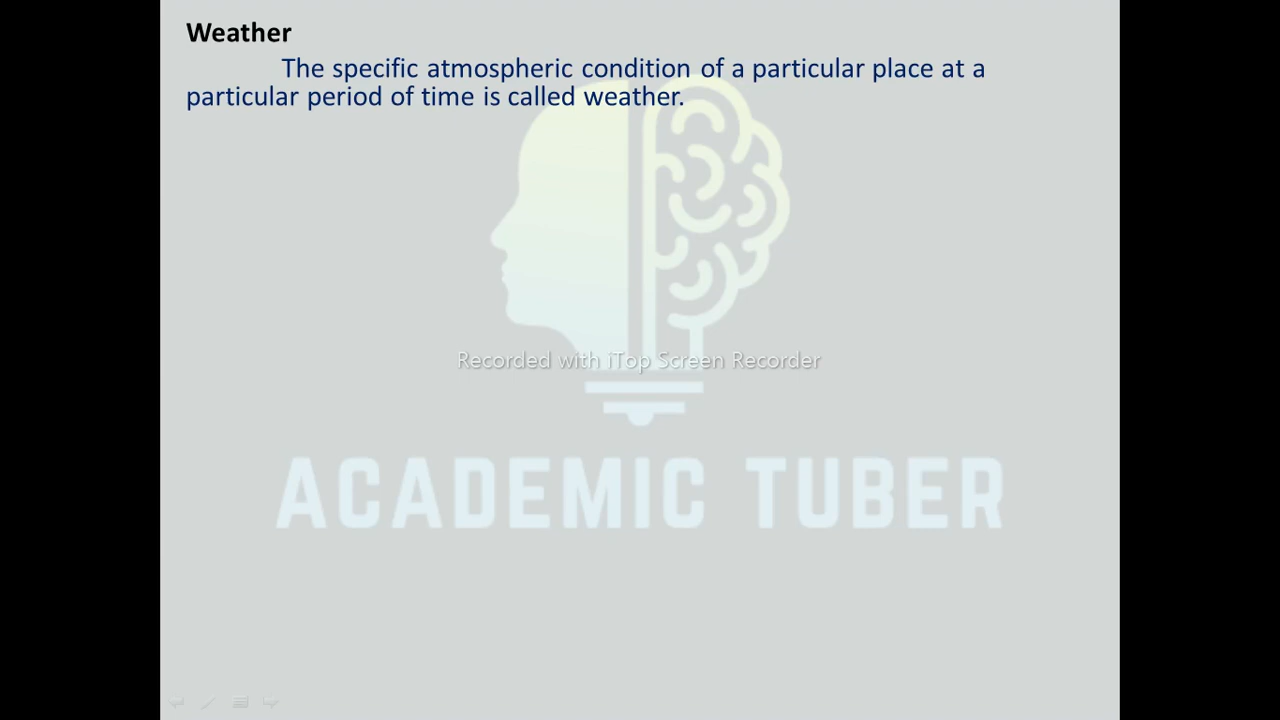 Weather
The specific atmospheric condition of a particular place at a
particular period of time is called weather.
Recorded with iTop Screen Recorder
ACADEMIC TUBER